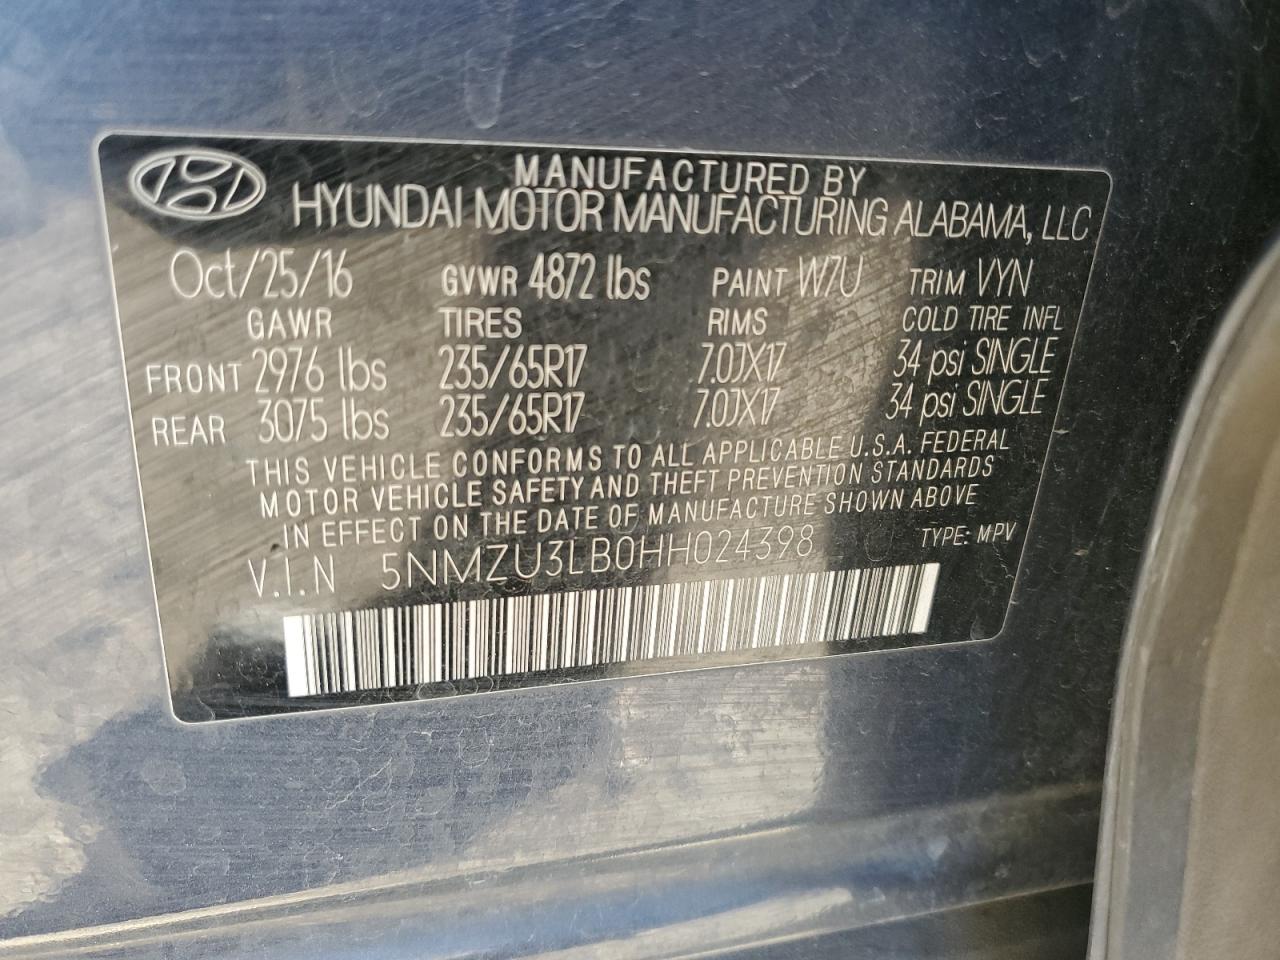 MANUFACTURED BY
HYUNDAI MOTOR MANUFACTURING ALABAMA, LLC
Oct/25/16 GVWR 4872 lbs PAINT W7U TRIM VYN
GAWR TIRES RIMS COLD TIRE INFL
FRONT 2976 lbs 235/65R17 7.0JX17 34 psi SINGLE
REAR 3075 lbs 235/65R17 7.0JX17 34 psi SINGLE
THIS VEHICLE CONFORMS TO ALL APPLICABLE U.S.A. FEDERAL
MOTOR VEHICLE SAFETY AND THEFT PREVENTION STANDARDS
IN EFFECT ON THE DATE OF MANUFACTURE SHOWN ABOVE
V.I.N 5NMZU3LB0HH024398 TYPE: MPV